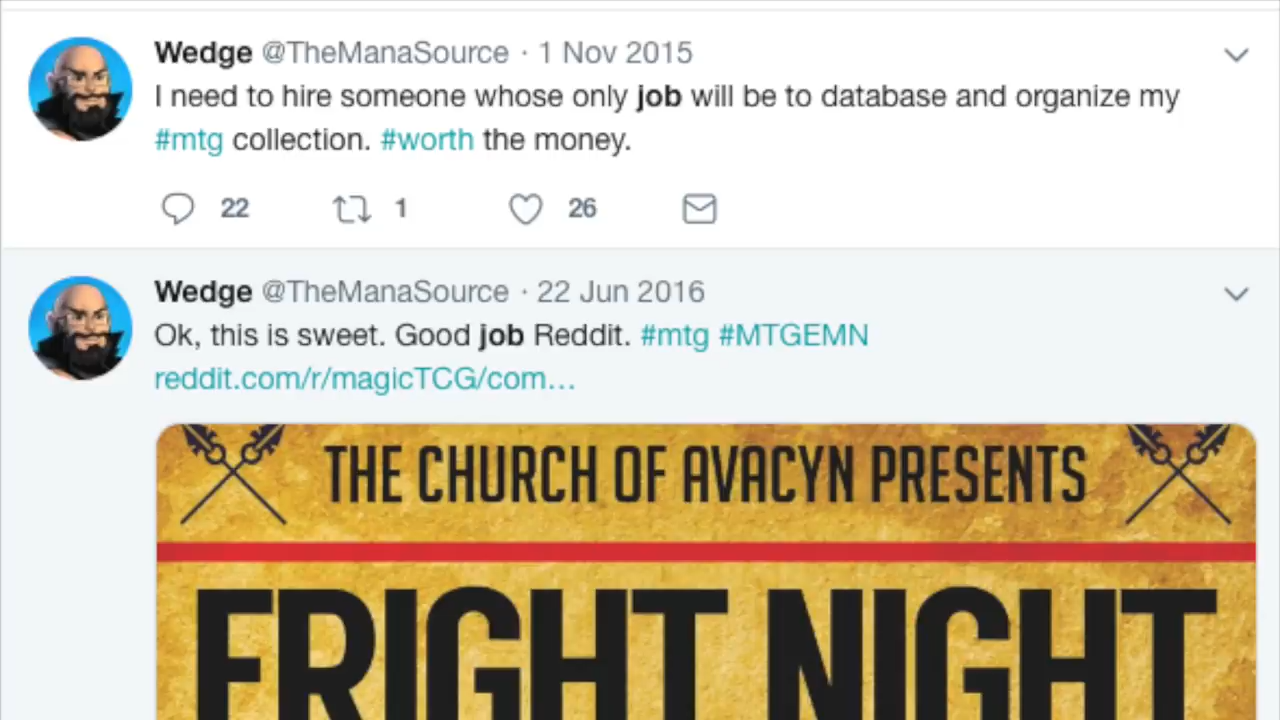 Wedge @TheManaSource · 1 Nov 2015
I need to hire someone whose only job will be to database and organize my
#mtg collection. #worth the money.
22 1 26
Wedge @TheManaSource · 22 Jun 2016
Ok, this is sweet. Good job Reddit. #mtg #MTGEMN
reddit.com/r/magicTCG/com...
THE CHURCH OF AVACYN PRESENTS
FRIGHT NIGHT